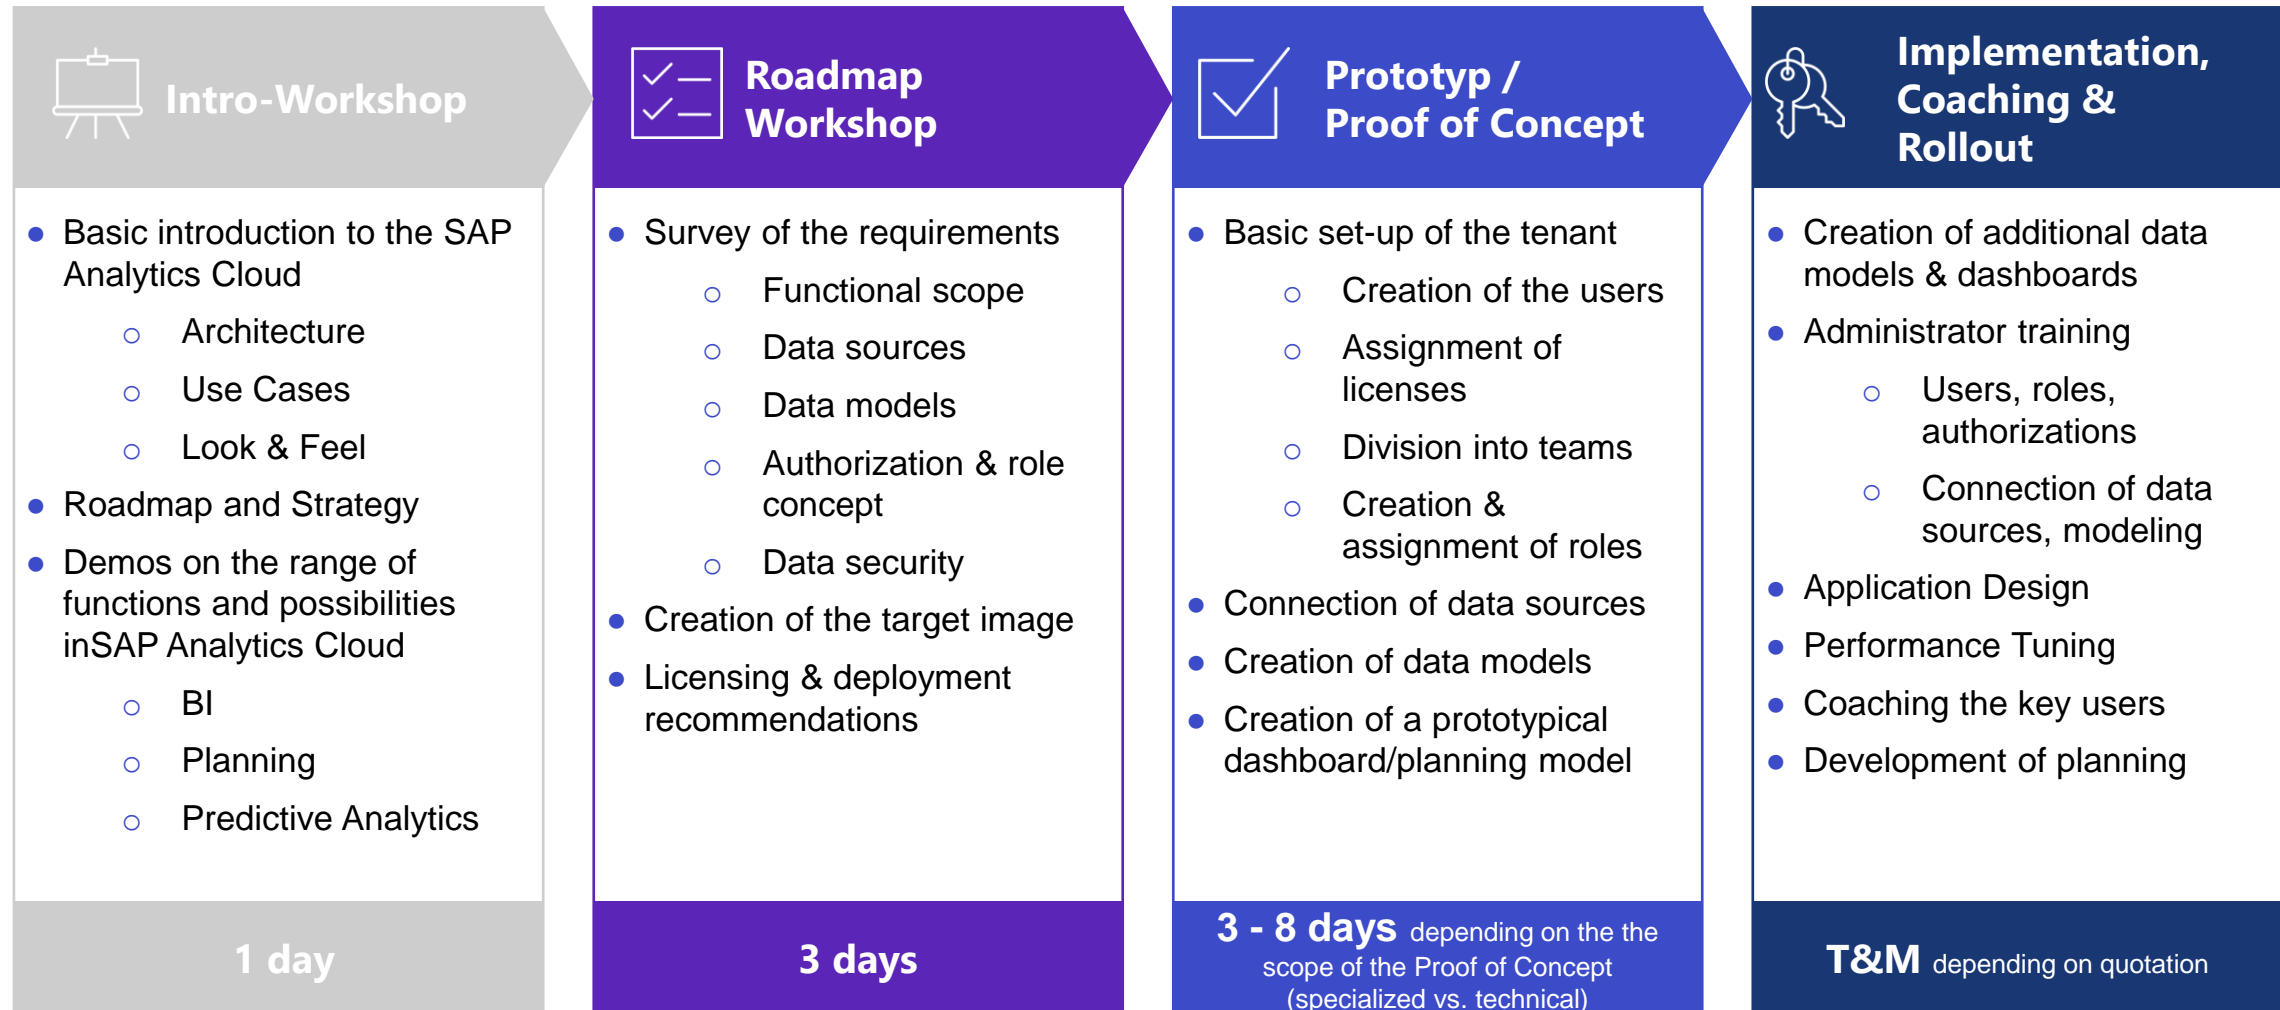 Intro-Workshop
● Basic introduction to the SAP
Analytics Cloud
○ Architecture
○ Use Cases
○ Look & Feel
● Roadmap and Strategy
● Demos on the range of
functions and possibilities
inSAP Analytics Cloud
○ BI
○ Planning
○ Predictive Analytics
1 day
Roadmap
Workshop
● Survey of the requirements
○ Functional scope
○ Data sources
○ Data models
○ Authorization & role
concept
○ Data security
● Creation of the target image
● Licensing & deployment
recommendations
3 days
Prototyp /
Proof of Concept
● Basic set-up of the tenant
○ Creation of the users
○ Assignment of
licenses
○ Division into teams
○ Creation &
assignment of roles
● Connection of data sources
● Creation of data models
● Creation of a prototypical
dashboard/planning model
3 - 8 days depending on the the
scope of the Proof of Concept
(specialized vs. technical)
Implementation,
Coaching &
Rollout
● Creation of additional data
models & dashboards
● Administrator training
○ Users, roles,
authorizations
○ Connection of data
sources, modeling
● Application Design
● Performance Tuning
● Coaching the key users
● Development of planning
T&M depending on quotation